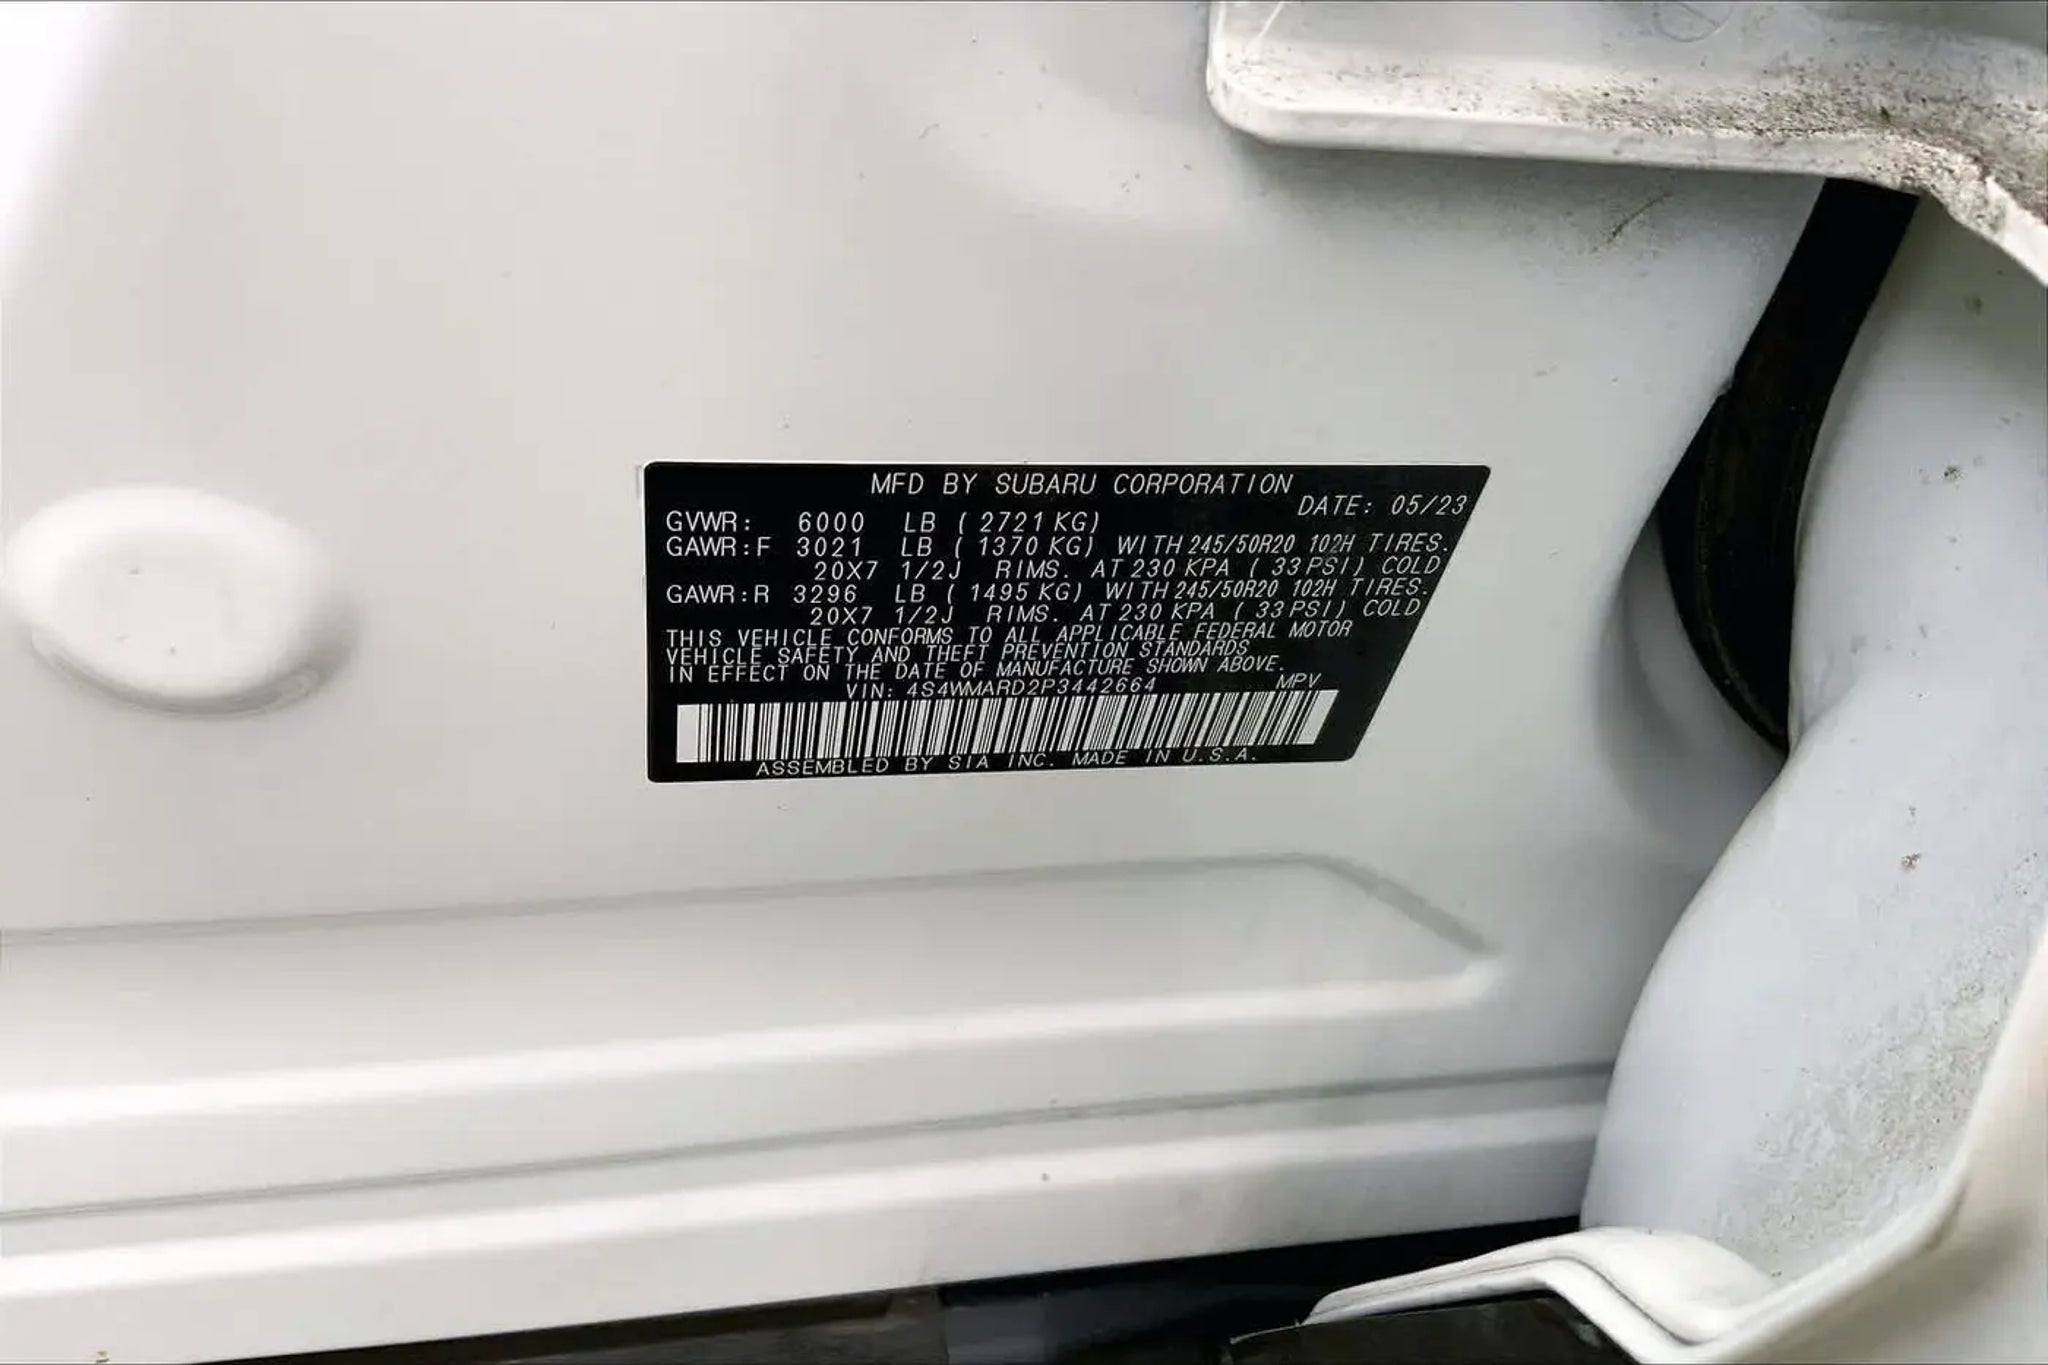 MFD BY SUBARU CORPORATION
DATE: 05/23
GVWR: 6000 LB ( 2721 KG)
GAWR:F 3021 LB ( 1370 KG) WITH 245/50R20 102H TIRES.
20X7 1/2J RIMS. AT 230 KPA ( 33 PSI) COLD
GAWR:R 3296 LB ( 1495 KG) WITH 245/50R20 102H TIRES.
20X7 1/2J RIMS. AT 230 KPA ( 33 PSI) COLD
THIS VEHICLE CONFORMS TO ALL APPLICABLE FEDERAL MOTOR
VEHICLE SAFETY AND THEFT PREVENTION STANDARDS
IN EFFECT ON THE DATE OF MANUFACTURE SHOWN ABOVE.
VIN: 4S4WMARD2P3442664 MPV
ASSEMBLED BY SIA INC. MADE IN U.S.A.